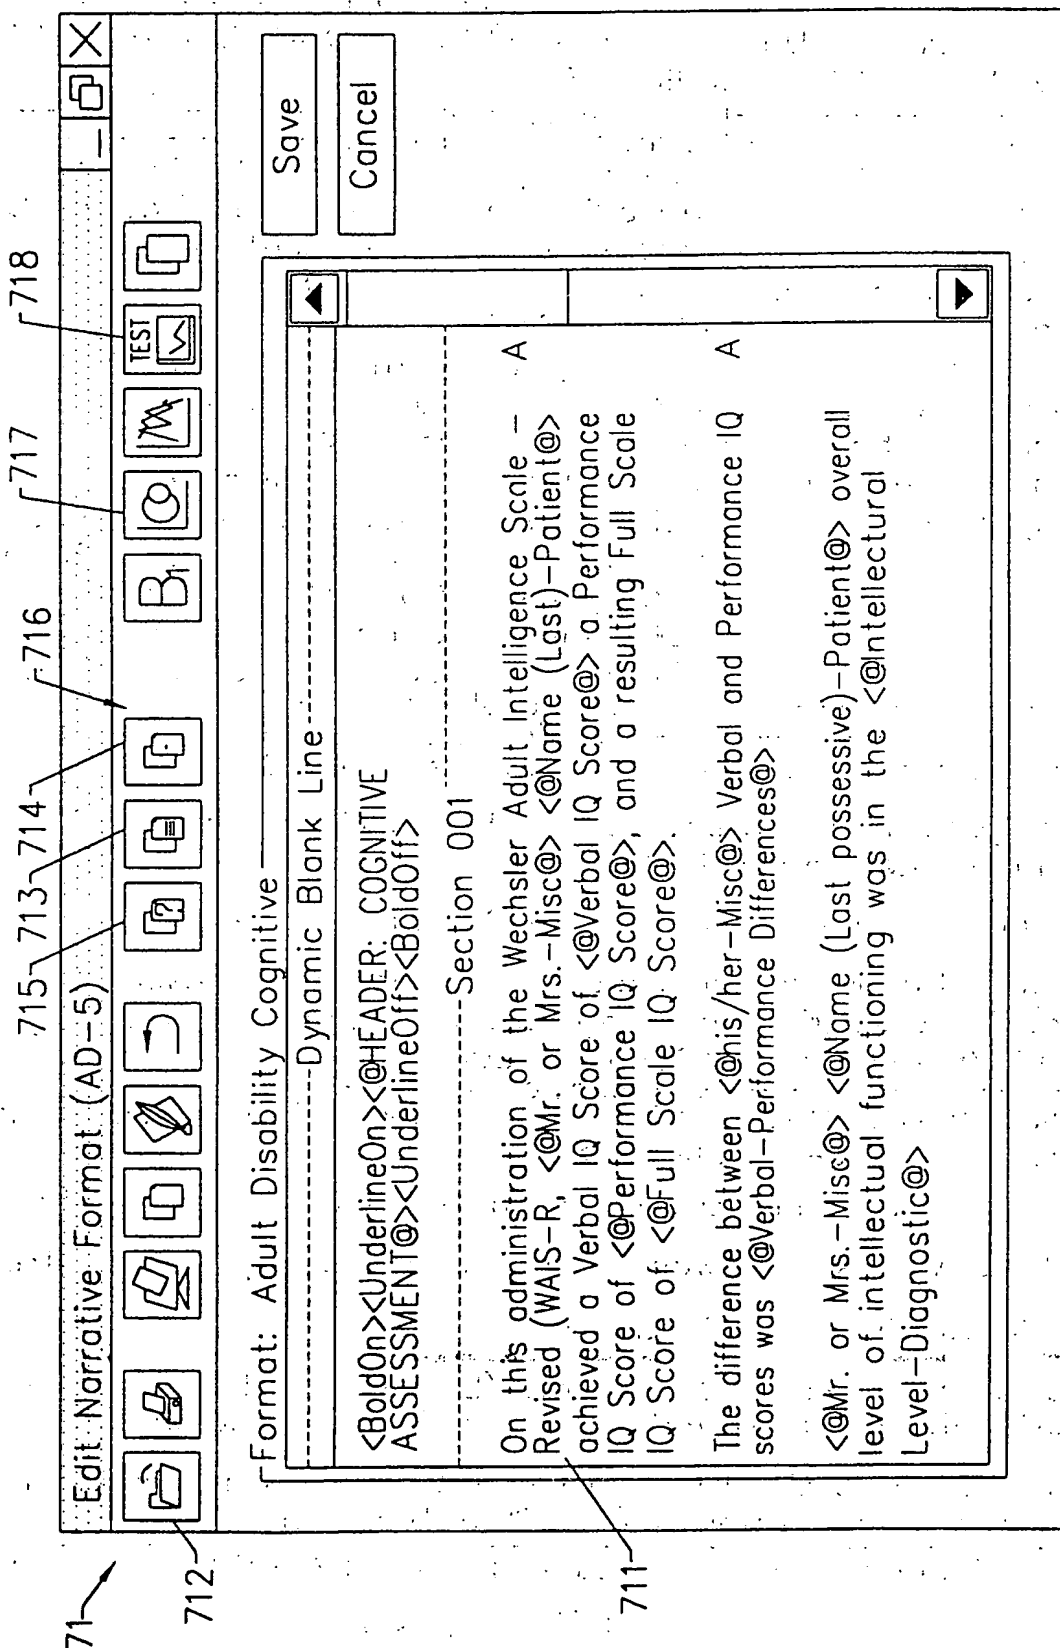 715
713
714
716
717
718
71
Edit Narrative Format (AD-5)
TEST
B1
712
Format: Adult Disability Cognitive
Save
Cancel
Dynamic Blank Line
<BoldOn><UnderlineOn><@HEADER: COGNITIVE
ASSESSMENT@><UnderlineOff><BoldOff>
Section 001
On this administration of the Wechsler Adult Intelligence Scale – A
Revised (WAIS-R, <@Mr. or Mrs.-Misc@> <@Name (Last)-Patient@>
achieved a Verbal IQ Score of <@Verbal IQ Score@> a Performance
IQ Score of <@Performance IQ Score@>, and a resulting Full Scale
IQ Score of <@Full Scale IQ Score@>.
The difference between <@his/her-Misc@> Verbal and Performance IQ A
scores was <@Verbal-Performance Differences@>
<@Mr. or Mrs.-Misc@> <@Name (Last possessive)-Patient@> overall
level of intellectual functioning was in the <@Intellectural
Level-Diagnostic@>
711